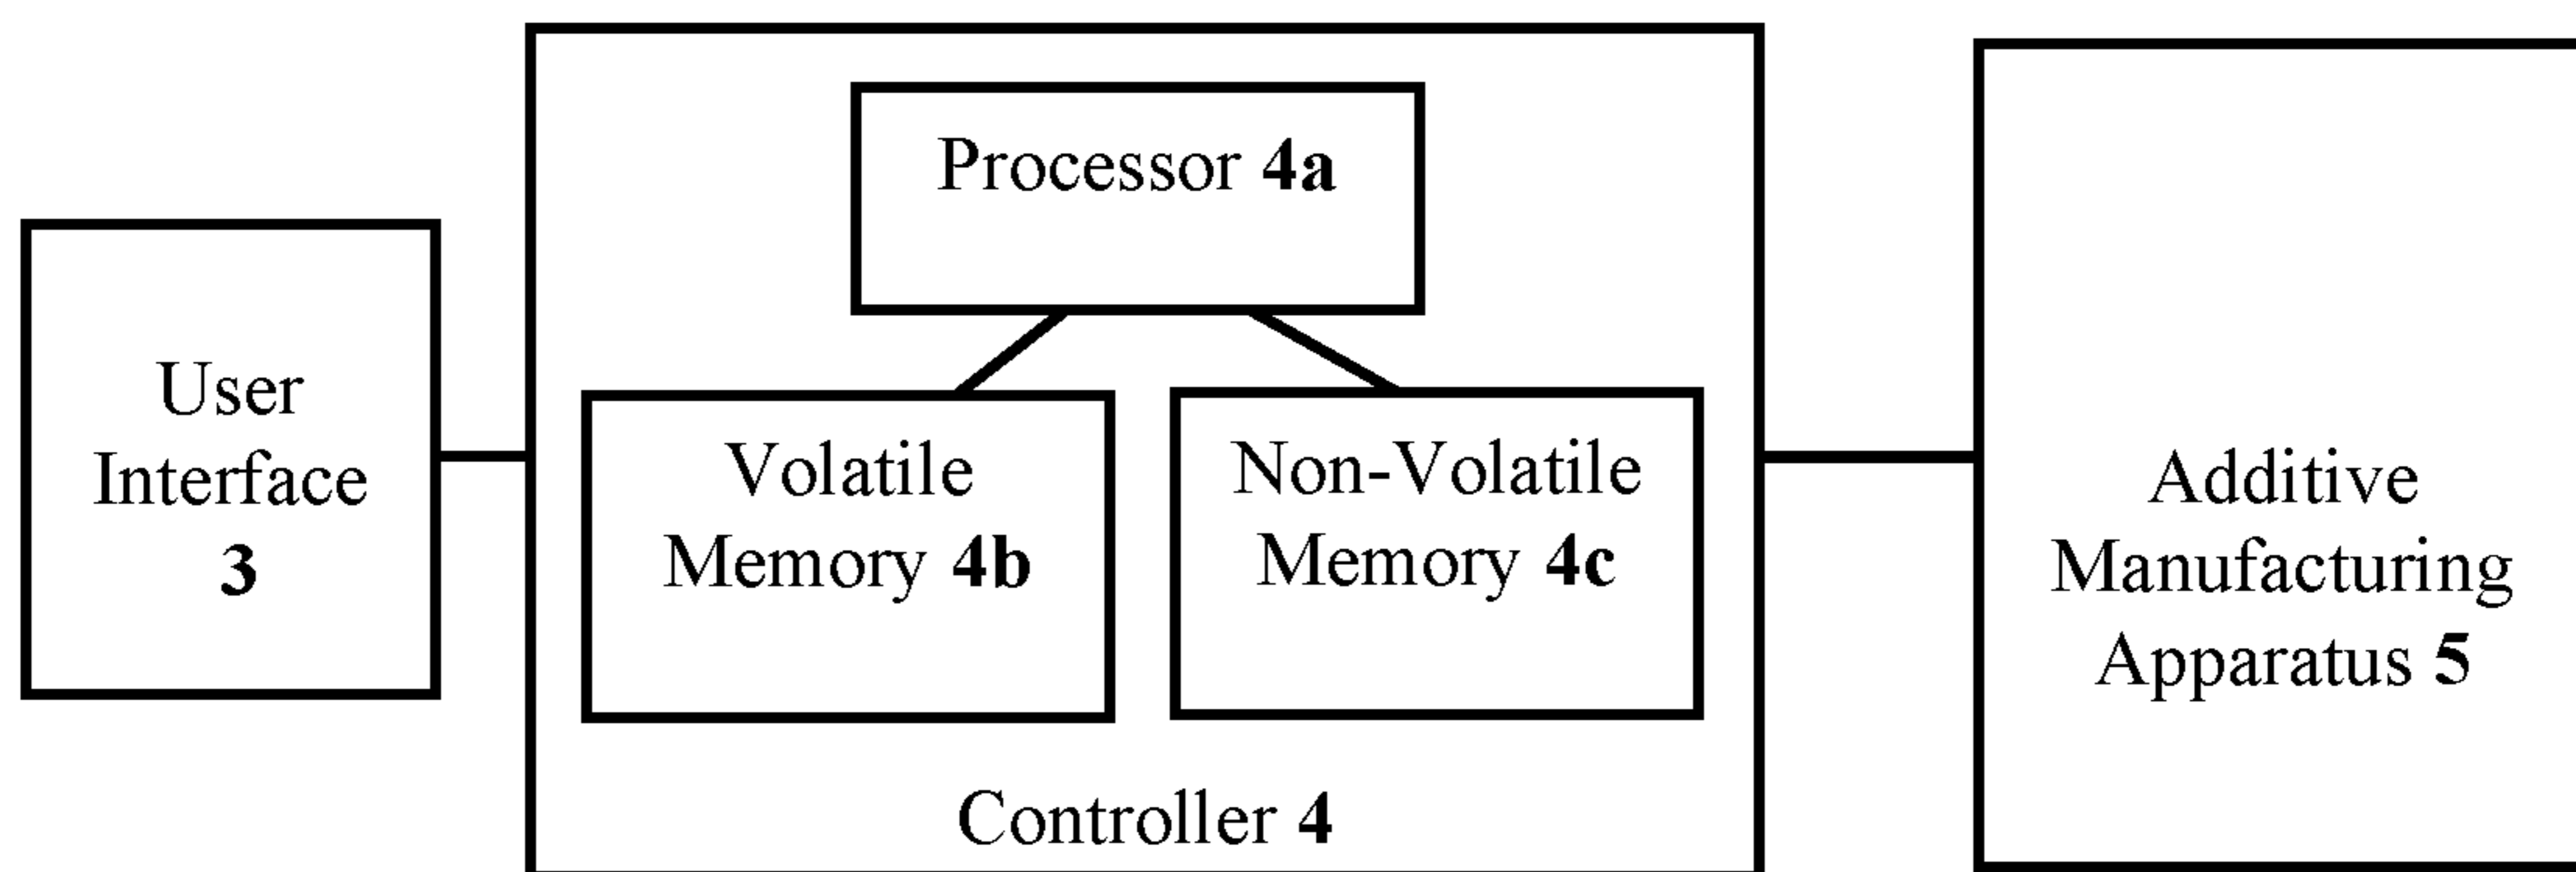 Processor 4a
User
Interface
3
Volatile
Memory 4b
Non-Volatile
Memory 4c
Controller 4
Additive
Manufacturing
Apparatus 5